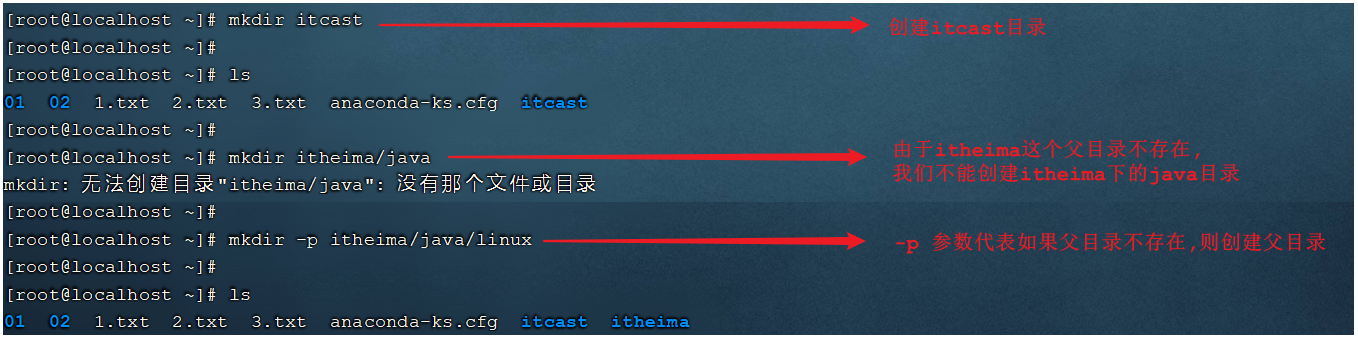 [root@localhost ~]# mkdir itcast
创建itcast目录
[root@localhost ~]#
[root@localhost ~]# ls
01 02 1.txt 2.txt 3.txt anaconda-ks.cfg itcast
[root@localhost ~]#
[root@localhost ~]# mkdir itheima/java
由于itheima这个父目录不存在,
我们不能创建itheima下的java目录
mkdir: 无法创建目录"itheima/java": 没有那个文件或目录
[root@localhost ~]#
[root@localhost ~]# mkdir -p itheima/java/linux
-p 参数代表如果父目录不存在,则创建父目录
[root@localhost ~]#
[root@localhost ~]# ls
01 02 1.txt 2.txt 3.txt anaconda-ks.cfg itcast itheima